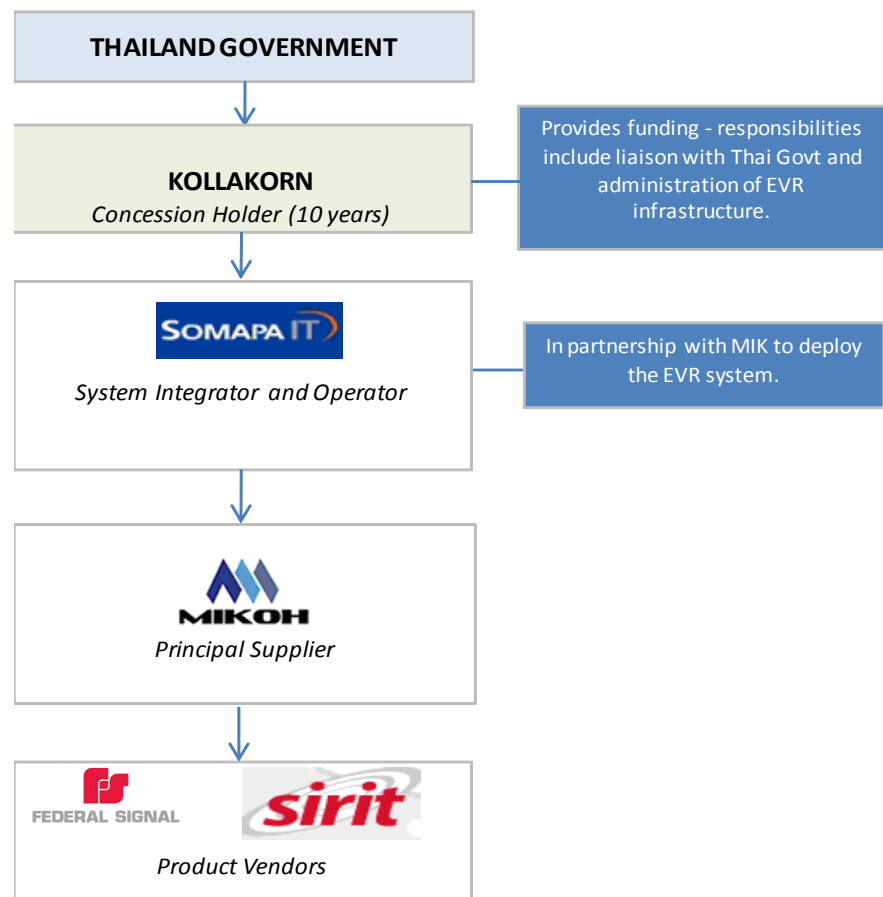 THAILAND GOVERNMENT
KOLLAKORN
Concession Holder (10 years)
Provides funding - responsibilities
include liaison with Thai Govt and
administration of EVR
infrastructure.
SOMAPA IT
System Integrator and Operator
In partnership with MIK to deploy
the EVR system.
MIKOH
Principal Supplier
FEDERAL SIGNAL
sirit
Product Vendors